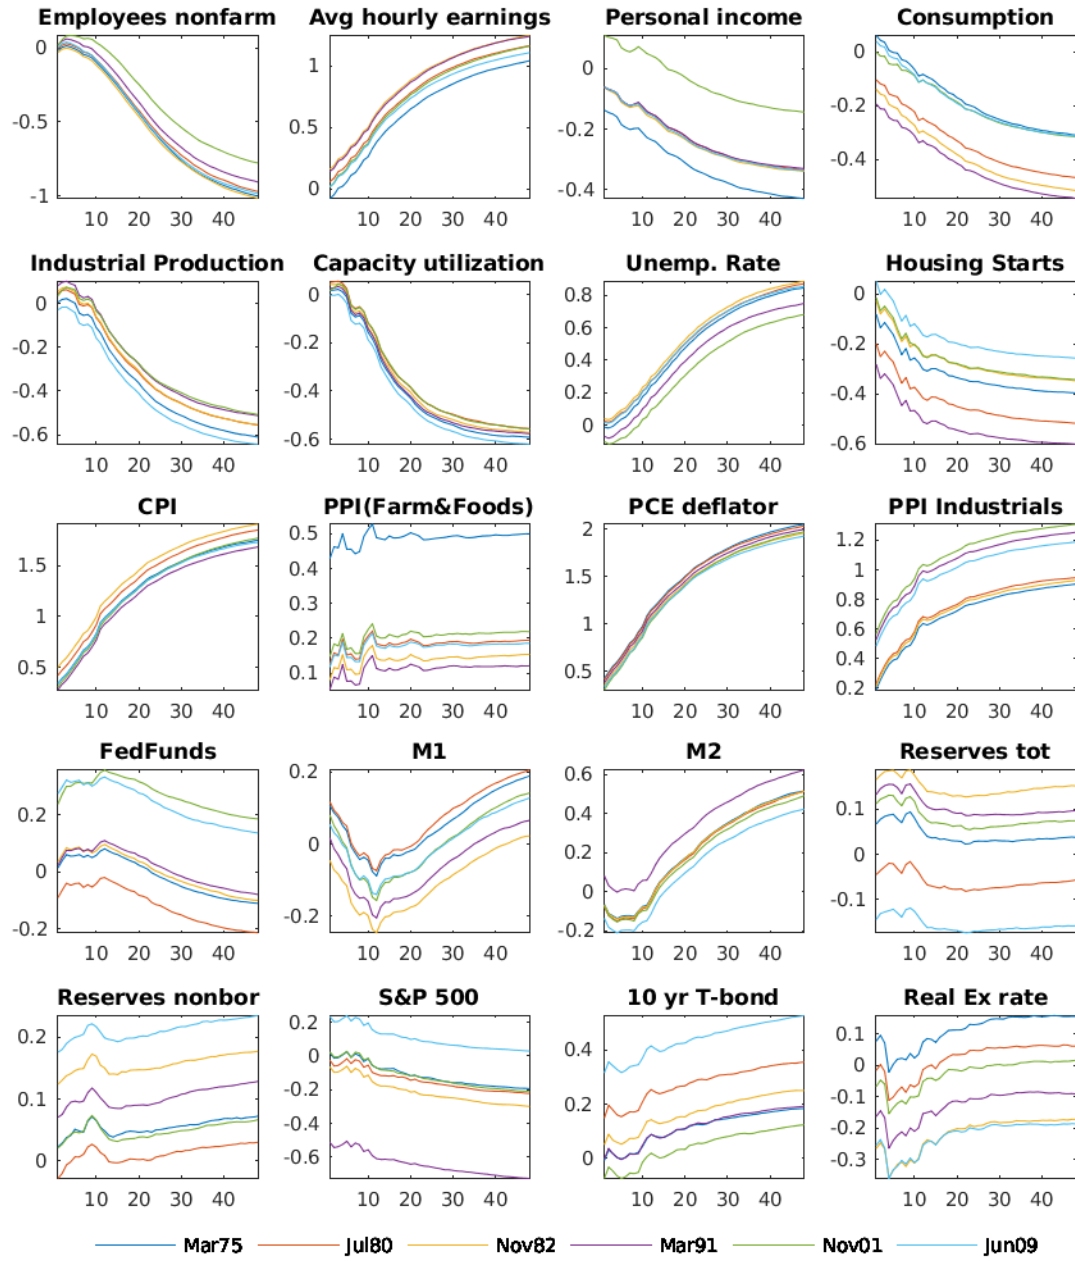 Employees nonfarm Avg hourly earnings Personal income Consumption
0 1 0 0
-0.5 0.5 -0.2 -0.2
-1 0 -0.4 -0.4
10 20 30 40 10 20 30 40 10 20 30 40 10 20 30 40
Industrial Production Capacity utilization Unemp. Rate Housing Starts
0 0 0.8 0
-0.2 -0.2 0.6 -0.2
-0.4 -0.4 0.4 -0.4
-0.6 -0.6 0.2 -0.6
0
10 20 30 40 10 20 30 40 10 20 30 40 10 20 30 40
CPI PPI(Farm&Foods) PCE deflator PPI Industrials
1.5 0.5 2 1.2
1 0.4 1.5 1
0.5 0.3 1 0.8
0.2 0.5 0.6
0.1 0.4
0.2
10 20 30 40 10 20 30 40 10 20 30 40 10 20 30 40
FedFunds M1 M2 Reserves tot
0.2 0.2 0.6 0.1
0 0 0.4 0
-0.2 -0.2 0.2 -0.1
0
-0.2
10 20 30 40 10 20 30 40 10 20 30 40 10 20 30 40
Reserves nonbor S&P 500 10 yr T-bond Real Ex rate
0.2 0.2 0.4 0.1
0.1 0 0.2 0
0 -0.2 0 -0.1
-0.4 -0.2
-0.6 -0.3
10 20 30 40 10 20 30 40 10 20 30 40 10 20 30 40
Mar75 Jul80 Nov82 Mar91 Nov01 Jun09